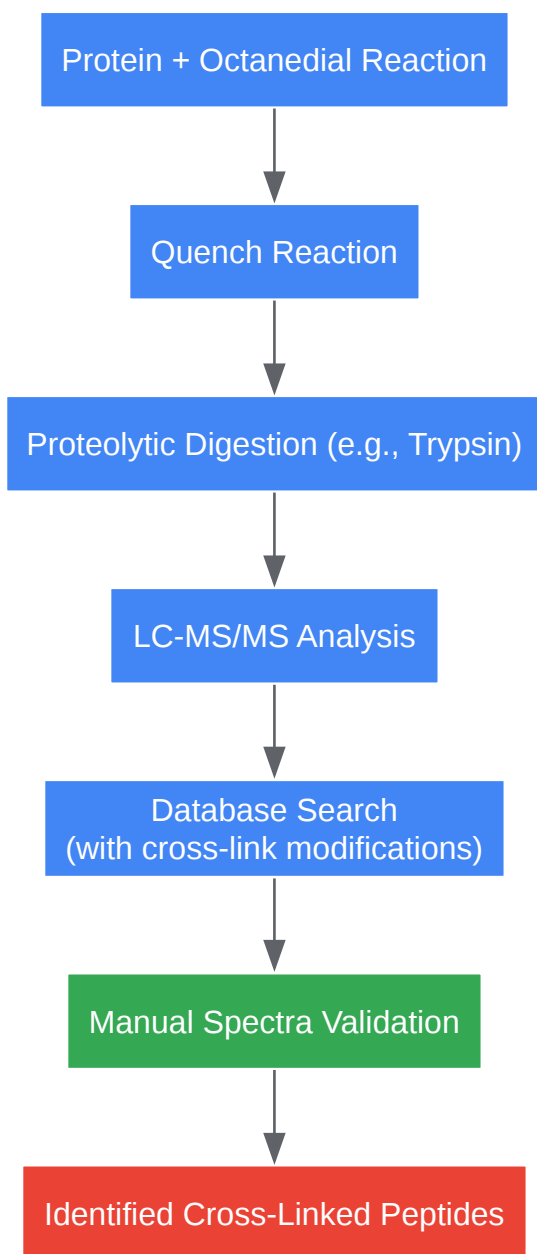 Protein + Octanedial Reaction
Quench Reaction
Proteolytic Digestion (e.g., Trypsin)
LC-MS/MS Analysis
Database Search
(with cross-link modifications)
Manual Spectra Validation
Identified Cross-Linked Peptides